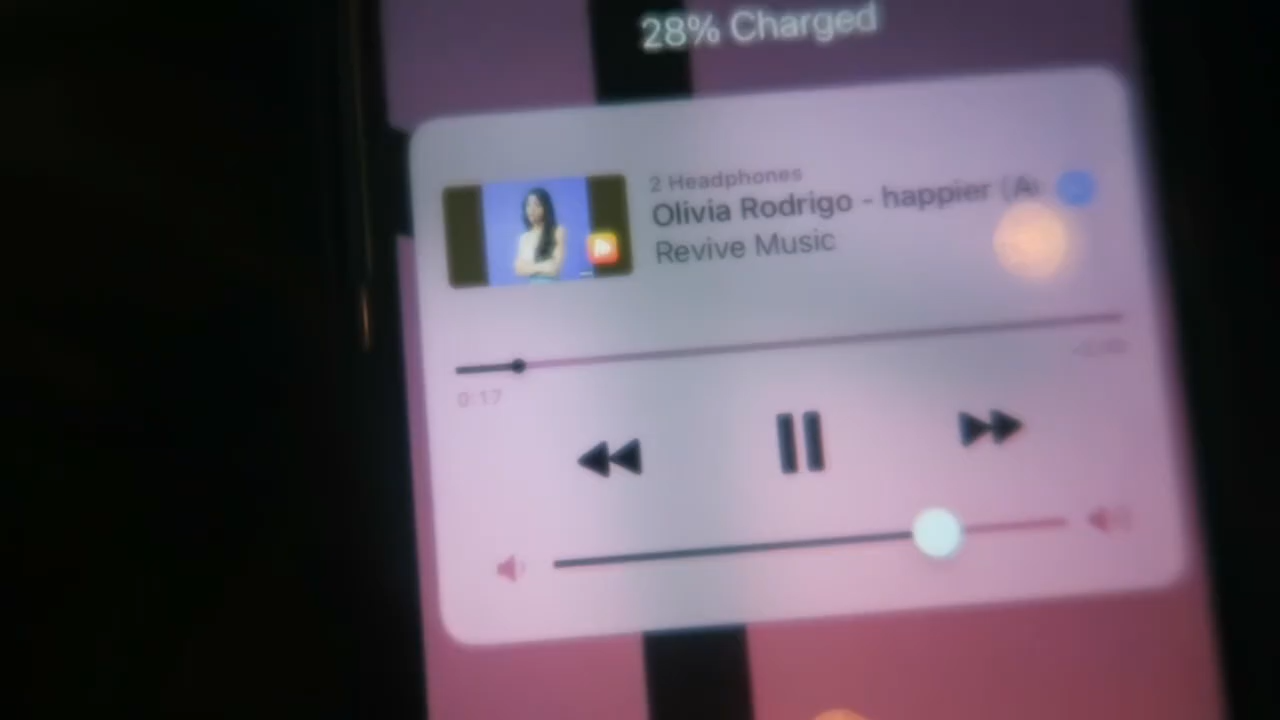 28% Charged
2 Headphones
Olivia Rodrigo - happier (A
Revive Music
0:17